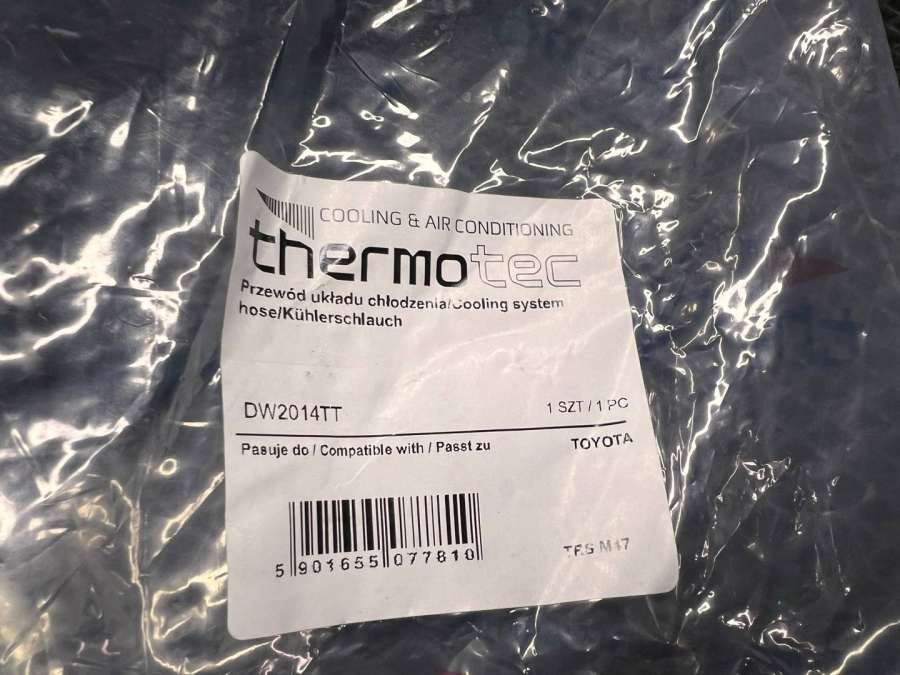 COOLING & AIR CONDITIONING
thermotec
Przewód układu chłodzenia/Cooling system
hose/Kühlerschlauch
DW2014TT 1 SZT / 1 PC
Pasuje do / Compatible with / Passt zu TOYOTA
5 901655 077810